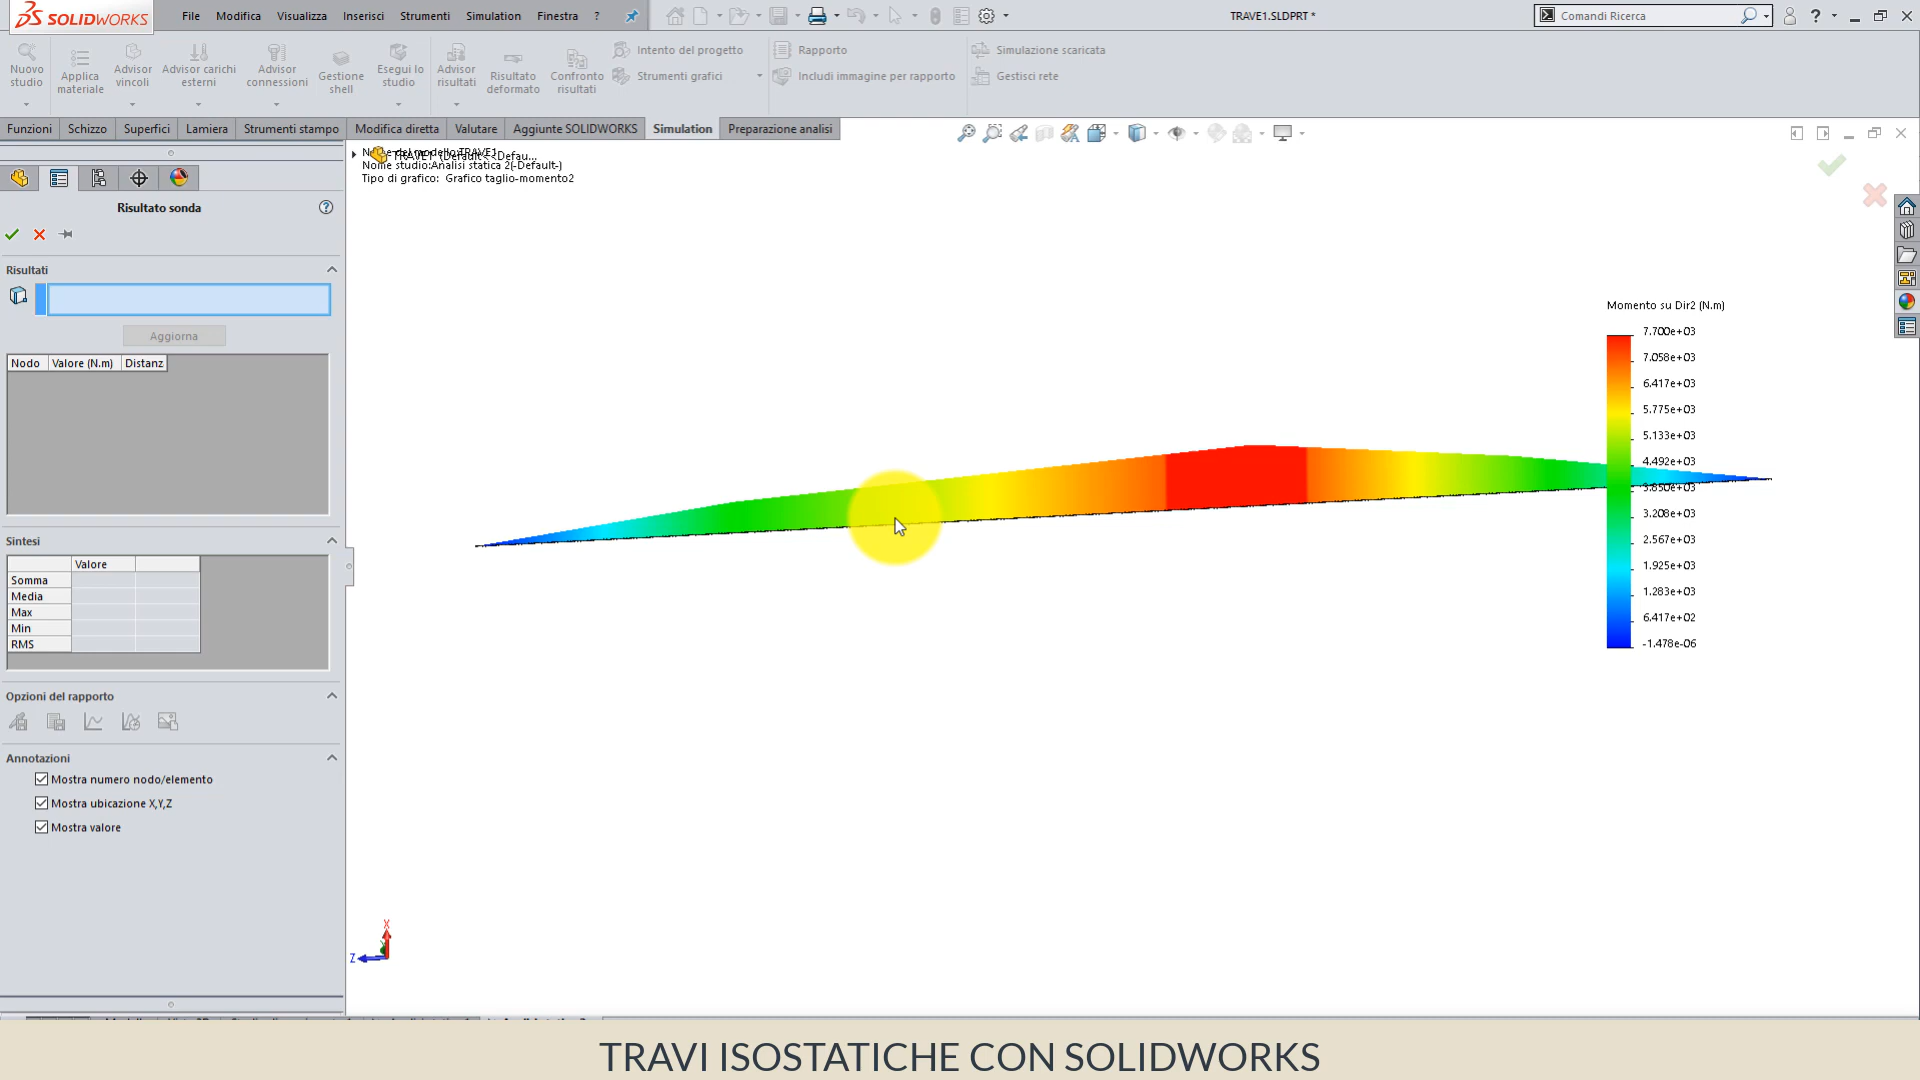 SOLIDWORKS
File Modifica Visualizza Inserisci Strumenti Simulation Finestra ?
TRAVE1.SLDPRT *
Comandi Ricerca
Nuovo studio
Applica materiale
Advisor vincoli
Advisor carichi esterni
Advisor connessioni
Gestione shell
Esegui lo studio
Advisor risultati
Risultato deformato
Confronto risultati
Intento del progetto
Strumenti grafici
Rapporto
Includi immagine per rapporto
Simulazione scaricata
Gestisci rete
Funzioni Schizzo Superfici Lamiera Strumenti stampo Modifica diretta Valutare Aggiunte SOLIDWORKS Simulation Preparazione analisi
Nome studio:Analisi statica 2(-Default-)
Tipo di grafico: Grafico taglio-momento2
Risultato sonda
Risultati
Aggiorna
Nodo Valore (N.m) Distanz
Sintesi
Valore
Somma
Media
Max
Min
RMS
Opzioni del rapporto
Annotazioni
Mostra numero nodo/elemento
Mostra ubicazione X,Y,Z
Mostra valore
Momento su Dir2 (N.m)
7.700e+03
7.058e+03
6.417e+03
5.775e+03
5.133e+03
4.492e+03
3.850e+03
3.208e+03
2.567e+03
1.925e+03
1.283e+03
6.417e+02
-1.478e-06
X
Z
TRAVI ISOSTATICHE CON SOLIDWORKS